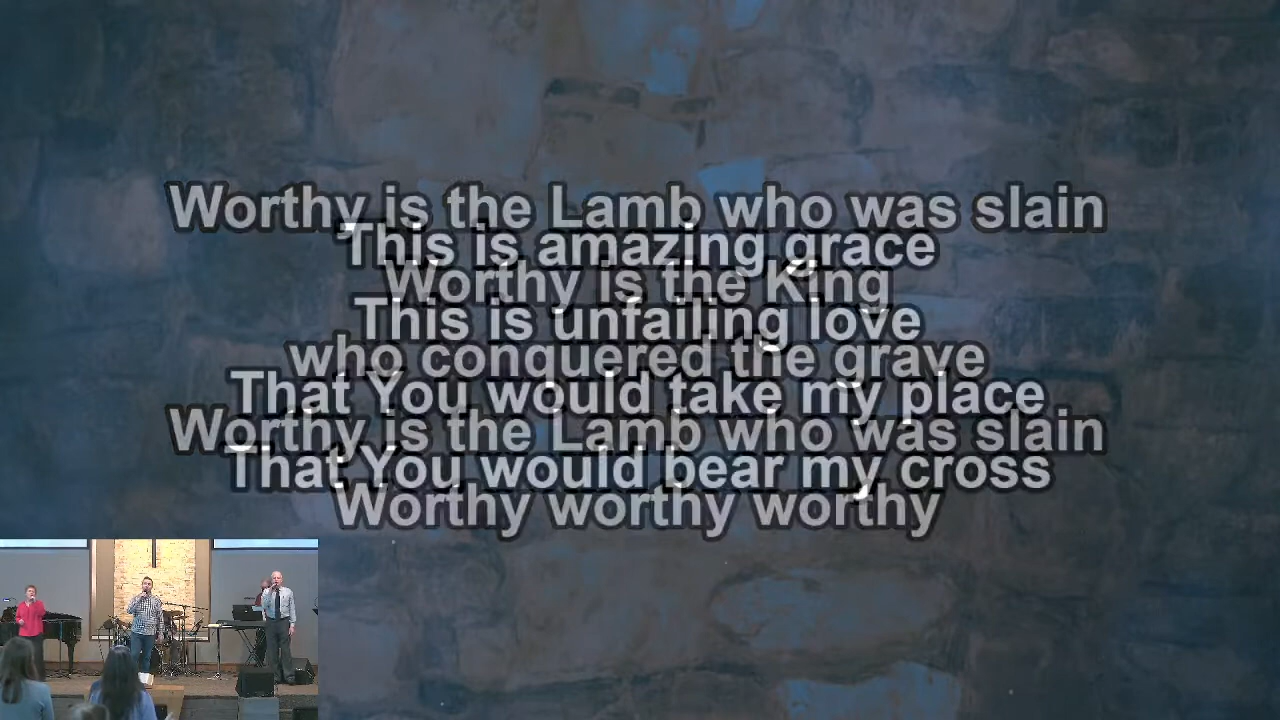 Worthy is the Lamb who was slain
This is amazing grace
Worthy is the King
This is unfailing love
who conquered the grave
That You would take my place
Worthy is the Lamb who was slain
That You would bear my cross
Worthy worthy worthy